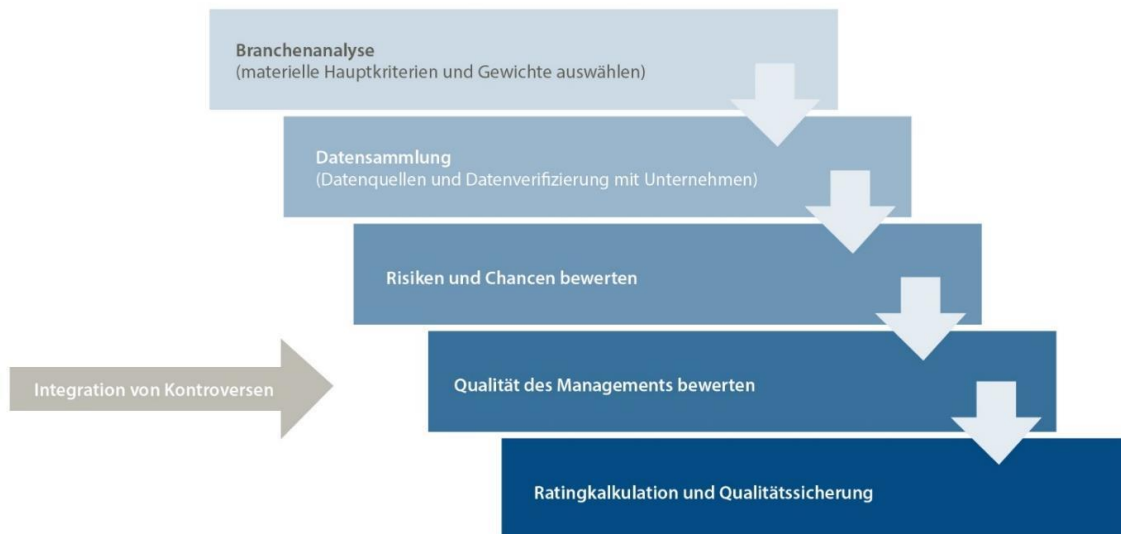 Branchenanalyse
(materielle Hauptkriterien und Gewichte auswählen)
Datensammlung
(Datenquellen und Datenverifizierung mit Unternehmen)
Risiken und Chancen bewerten
Integration von Kontroversen
Qualität des Managements bewerten
Ratingkalkulation und Qualitätssicherung